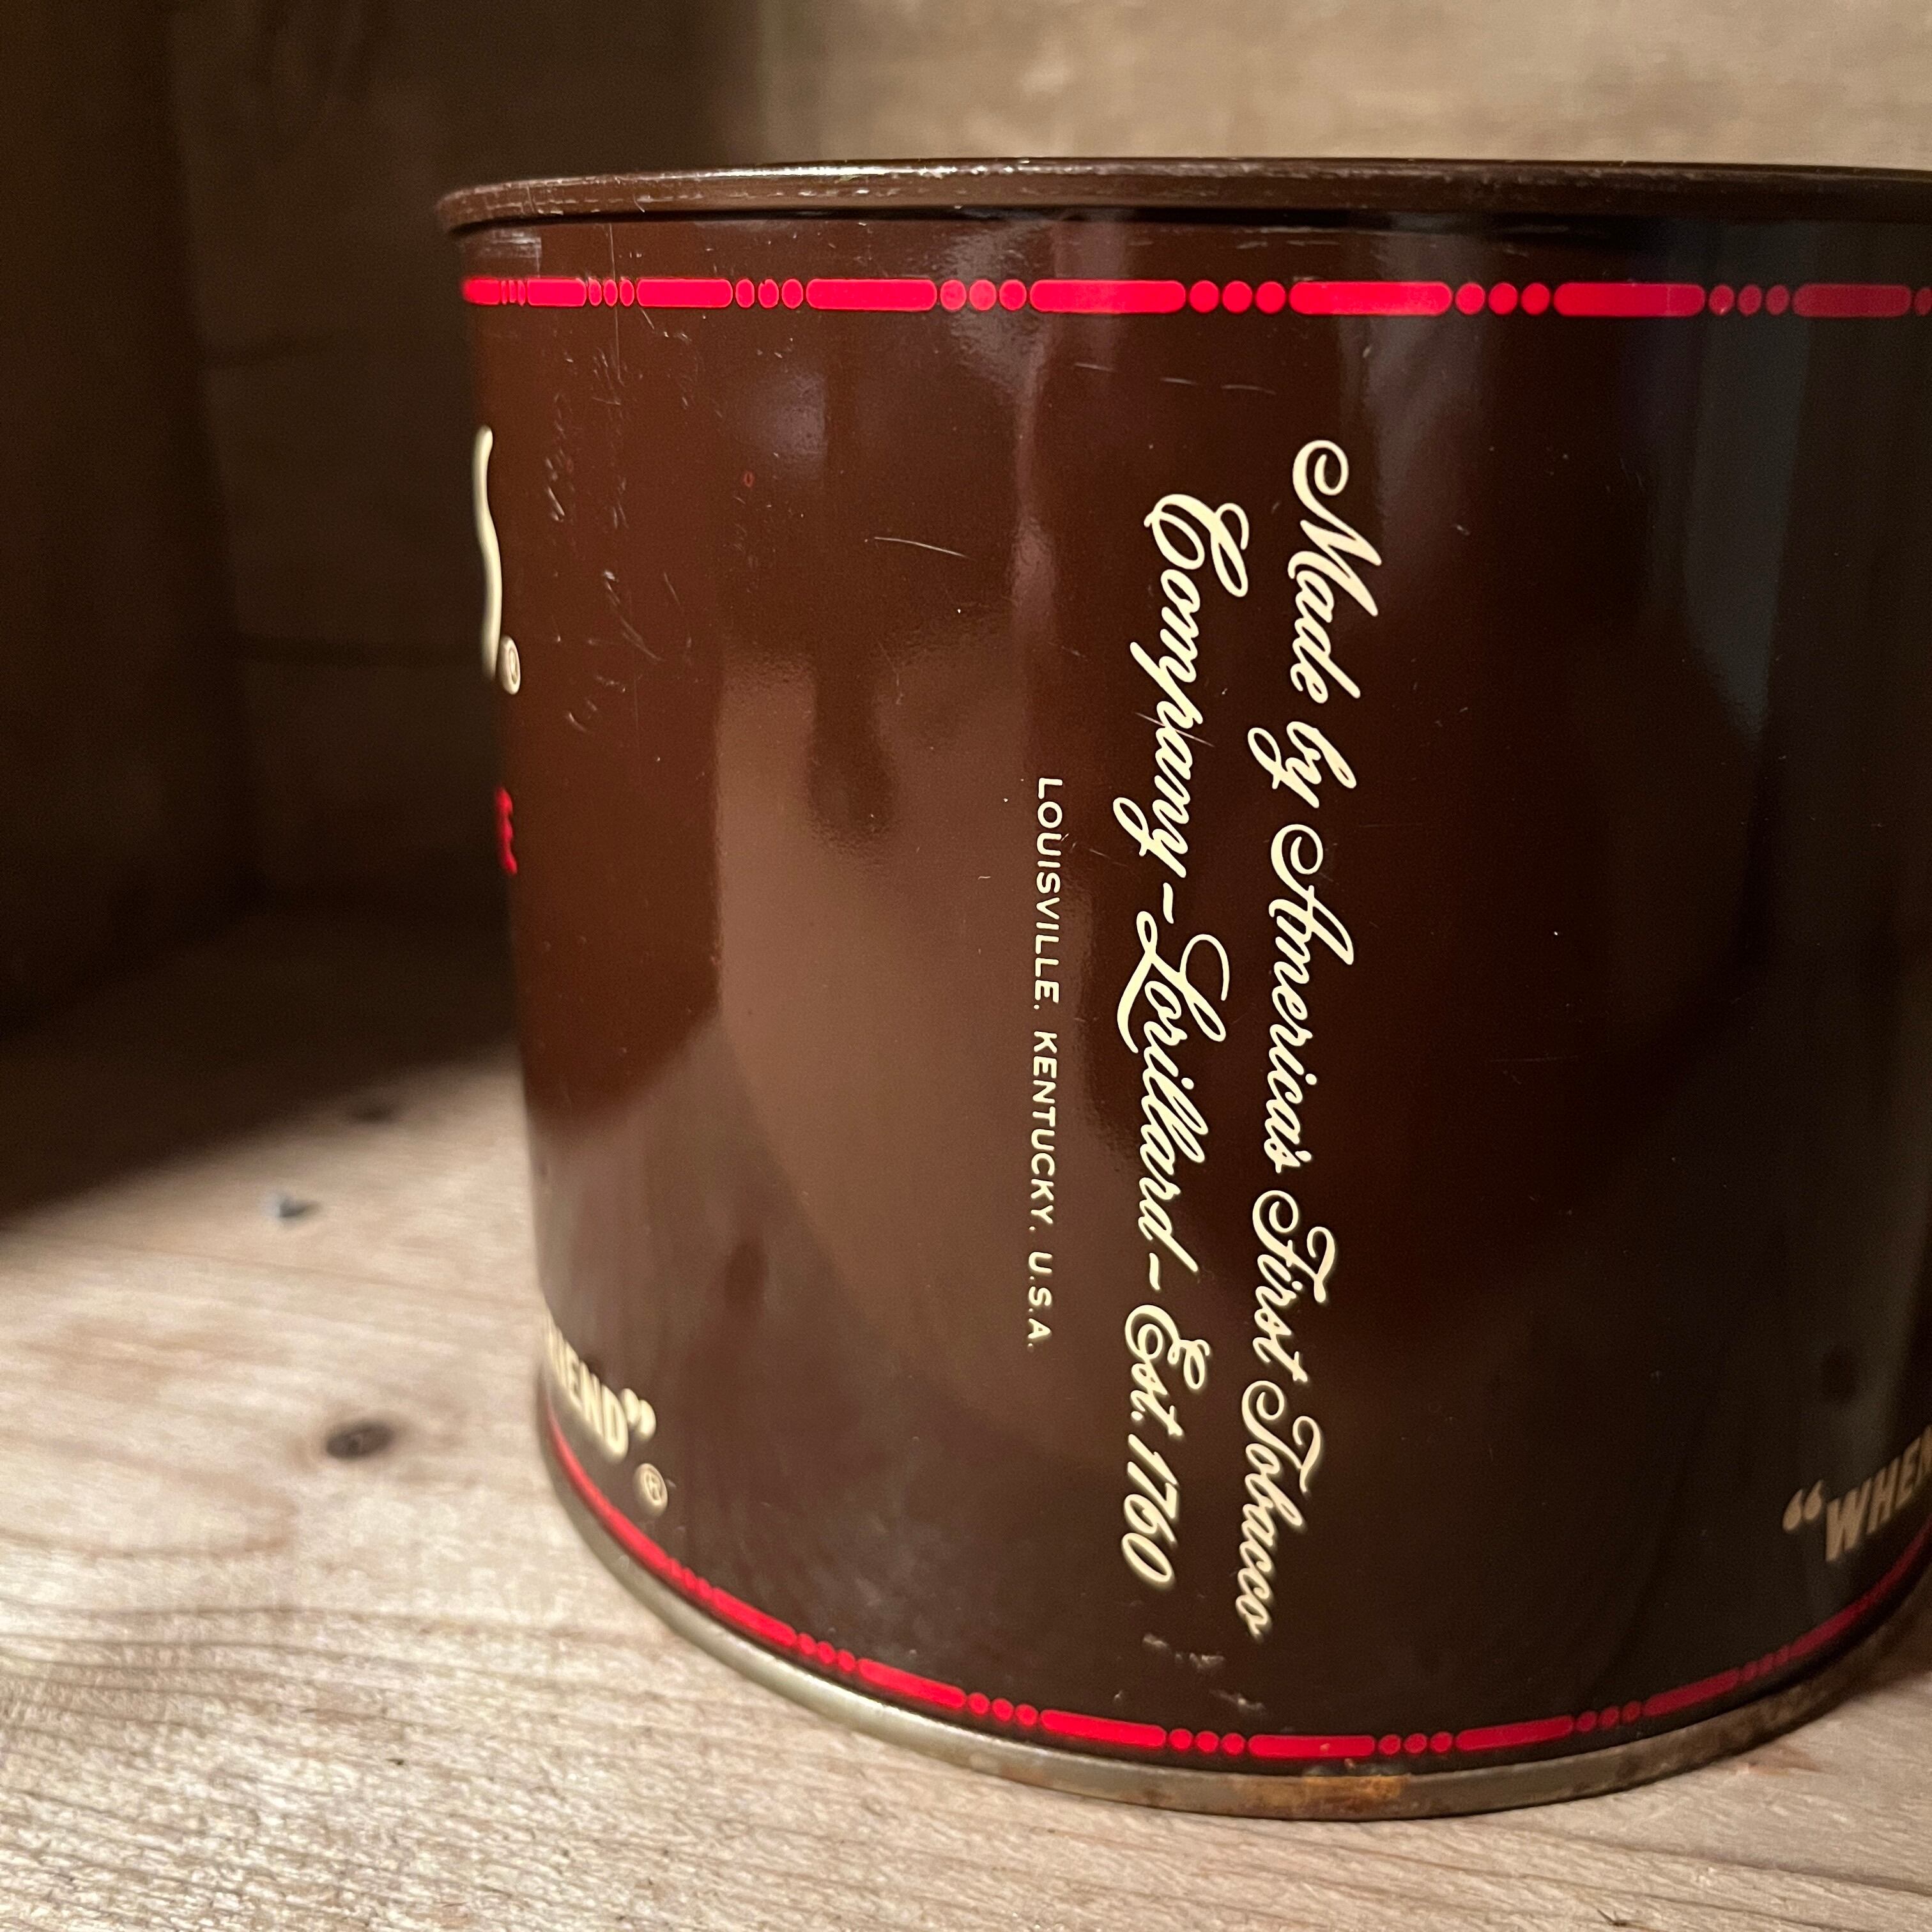 Made by America's First Tobacco
Company - Lorillard - Est. 1760
LOUISVILLE, KENTUCKY, U.S.A.
®
®
"WHEN